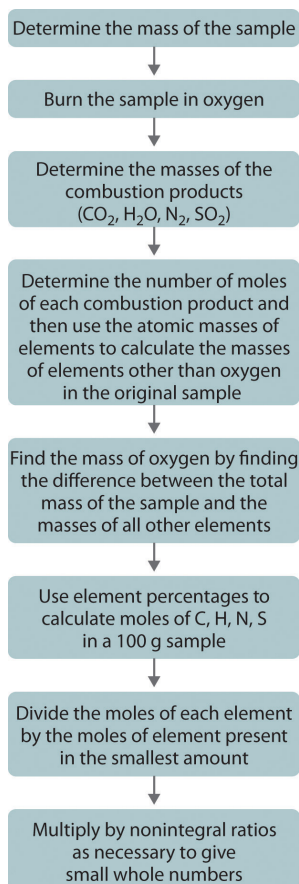 Determine the mass of the sample
Burn the sample in oxygen
Determine the masses of the
combustion products
(CO₂, H₂O, N₂, SO₂)
Determine the number of moles
of each combustion product and
then use the atomic masses of
elements to calculate the masses
of elements other than oxygen
in the original sample
Find the mass of oxygen by finding
the difference between the total
mass of the sample and the
masses of all other elements
Use element percentages to
calculate moles of C, H, N, S
in a 100 g sample
Divide the moles of each element
by the moles of element present
in the smallest amount
Multiply by nonintegral ratios
as necessary to give
small whole numbers